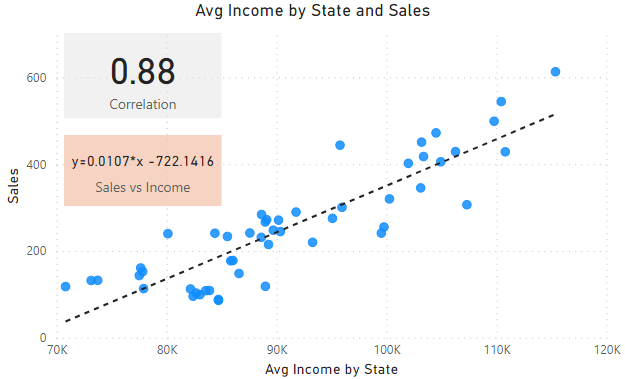 Avg Income by State and Sales
0.88
Correlation
y=0.0107*x -722.1416
Sales vs Income
Sales
600
400
200
0
70K 80K 90K 100K 110K 120K
Avg Income by State